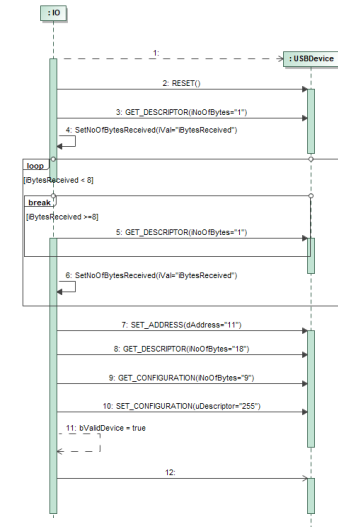 : IO
1:
: USBDevice
2: RESET()
3: GET_DESCRIPTOR(iNoOfBytes="1")
4: SetNoOfBytesReceived(iVal="iBytesReceived")
loop
[iBytesReceived < 8]
break
[iBytesReceived >=8]
5: GET_DESCRIPTOR(iNoOfBytes="1")
6: SetNoOfBytesReceived(iVal="iBytesReceived")
7: SET_ADDRESS(dAddress="11")
8: GET_DESCRIPTOR(iNoOfBytes="18")
9: GET_CONFIGURATION(iNoOfBytes="9")
10: SET_CONFIGURATION(uDescriptor="255")
11: bValidDevice = true
12: